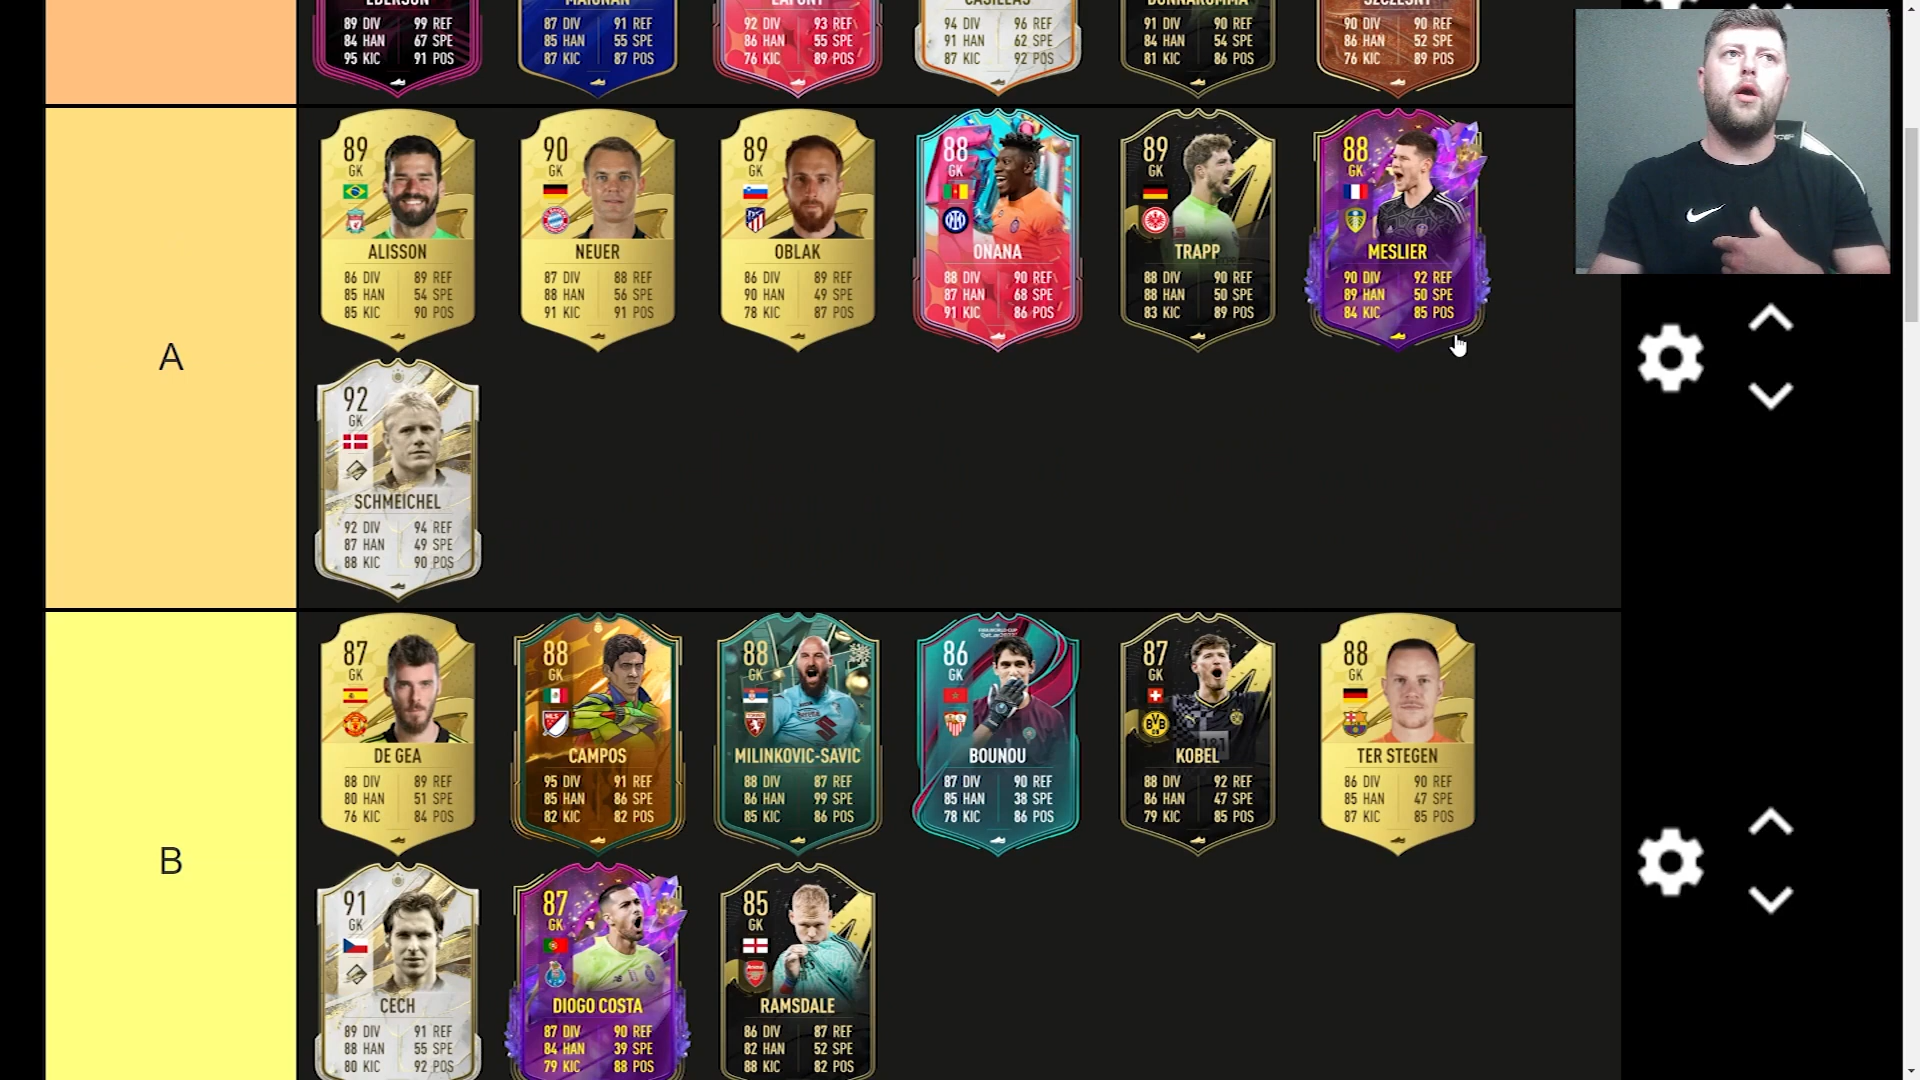 EDERSON MAIGNAN LAFONT CASILLAS DONNARUMMA SZCZESNY
89 DIV 99 REF 87 DIV 91 REF 92 DIV 93 REF 94 DIV 96 REF 91 DIV 90 REF 90 DIV 90 REF
84 HAN 67 SPE 85 HAN 55 SPE 86 HAN 55 SPE 91 HAN 62 SPE 84 HAN 54 SPE 86 HAN 52 SPE
95 KIC 91 POS 87 KIC 87 POS 76 KIC 89 POS 87 KIC 92 POS 81 KIC 86 POS 76 KIC 89 POS
A
89 90 89 88 89 88
GK GK GK GK GK GK
ALISSON NEUER OBLAK ONANA TRAPP MESLIER
86 DIV 89 REF 87 DIV 88 REF 86 DIV 89 REF 88 DIV 90 REF 88 DIV 90 REF 90 DIV 92 REF
85 HAN 54 SPE 88 HAN 56 SPE 90 HAN 49 SPE 87 HAN 68 SPE 88 HAN 50 SPE 89 HAN 50 SPE
85 KIC 90 POS 91 KIC 91 POS 78 KIC 87 POS 91 KIC 86 POS 83 KIC 89 POS 84 KIC 85 POS
92
GK
SCHMEICHEL
92 DIV 94 REF
87 HAN 49 SPE
88 KIC 90 POS
B
87 88 88 86 87 88
GK GK GK GK GK GK
MLS
DE GEA CAMPOS MILINKOVIC-SAVIC BOUNOU KOBEL TER STEGEN
88 DIV 89 REF 95 DIV 91 REF 88 DIV 87 REF 87 DIV 90 REF 88 DIV 92 REF 86 DIV 90 REF
80 HAN 51 SPE 85 HAN 86 SPE 86 HAN 99 SPE 85 HAN 38 SPE 86 HAN 47 SPE 85 HAN 47 SPE
76 KIC 84 POS 82 KIC 82 POS 85 KIC 86 POS 78 KIC 86 POS 79 KIC 85 POS 87 KIC 85 POS
91 87 85
GK GK GK
CECH DIOGO COSTA RAMSDALE
89 DIV 91 REF 87 DIV 90 REF 86 DIV 87 REF
88 HAN 55 SPE 84 HAN 39 SPE 82 HAN 52 SPE
80 KIC 92 POS 79 KIC 88 POS 88 KIC 82 POS